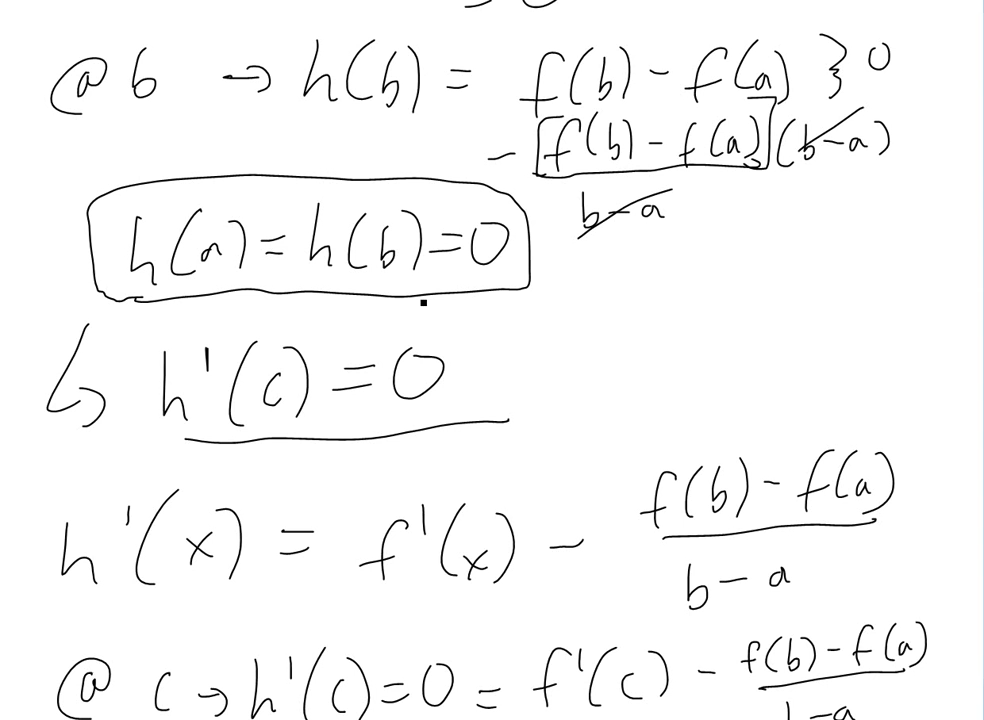 @ b → h(b) = f(b) - f(a) } 0
- [f(b) - f(a)] (b-a)
b-a
h(a) = h(b) = 0
↳ h'(c) = 0
h'(x) = f'(x) - f(b) - f(a)
b - a
@ c → h'(c) = 0 = f'(c) - f(b) - f(a)
b-a